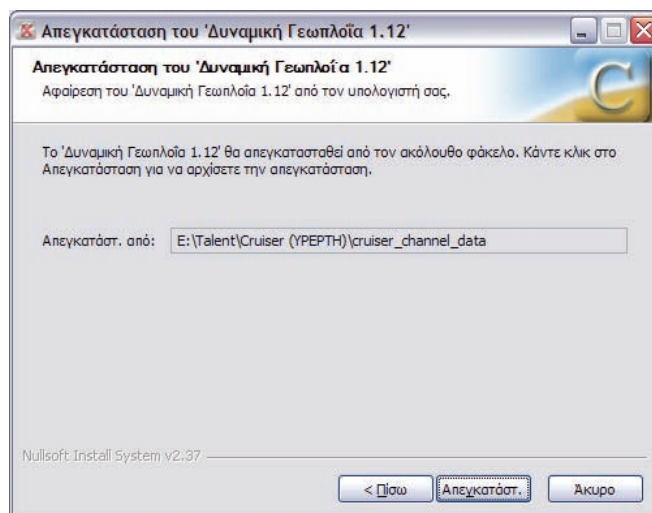 Απεγκατάσταση του 'Δυναμική Γεωπλοΐα 1.12'
Απεγκατάσταση του 'Δυναμική Γεωπλοΐα 1.12'
Αφαίρεση του 'Δυναμική Γεωπλοΐα 1.12' από τον υπολογιστή σας.
C
Το 'Δυναμική Γεωπλοΐα 1.12' θα απεγκατασταθεί από τον ακόλουθο φάκελο. Κάντε κλικ στο
Απεγκατάσταση για να αρχίσετε την απεγκατάσταση.
Απεγκατάστ. από: E:\Talent\Cruiser (YPEPTH)\cruiser_channel_data
Nullsoft Install System v2.37
< Πίσω Απεγκατάστ. Άκυρο